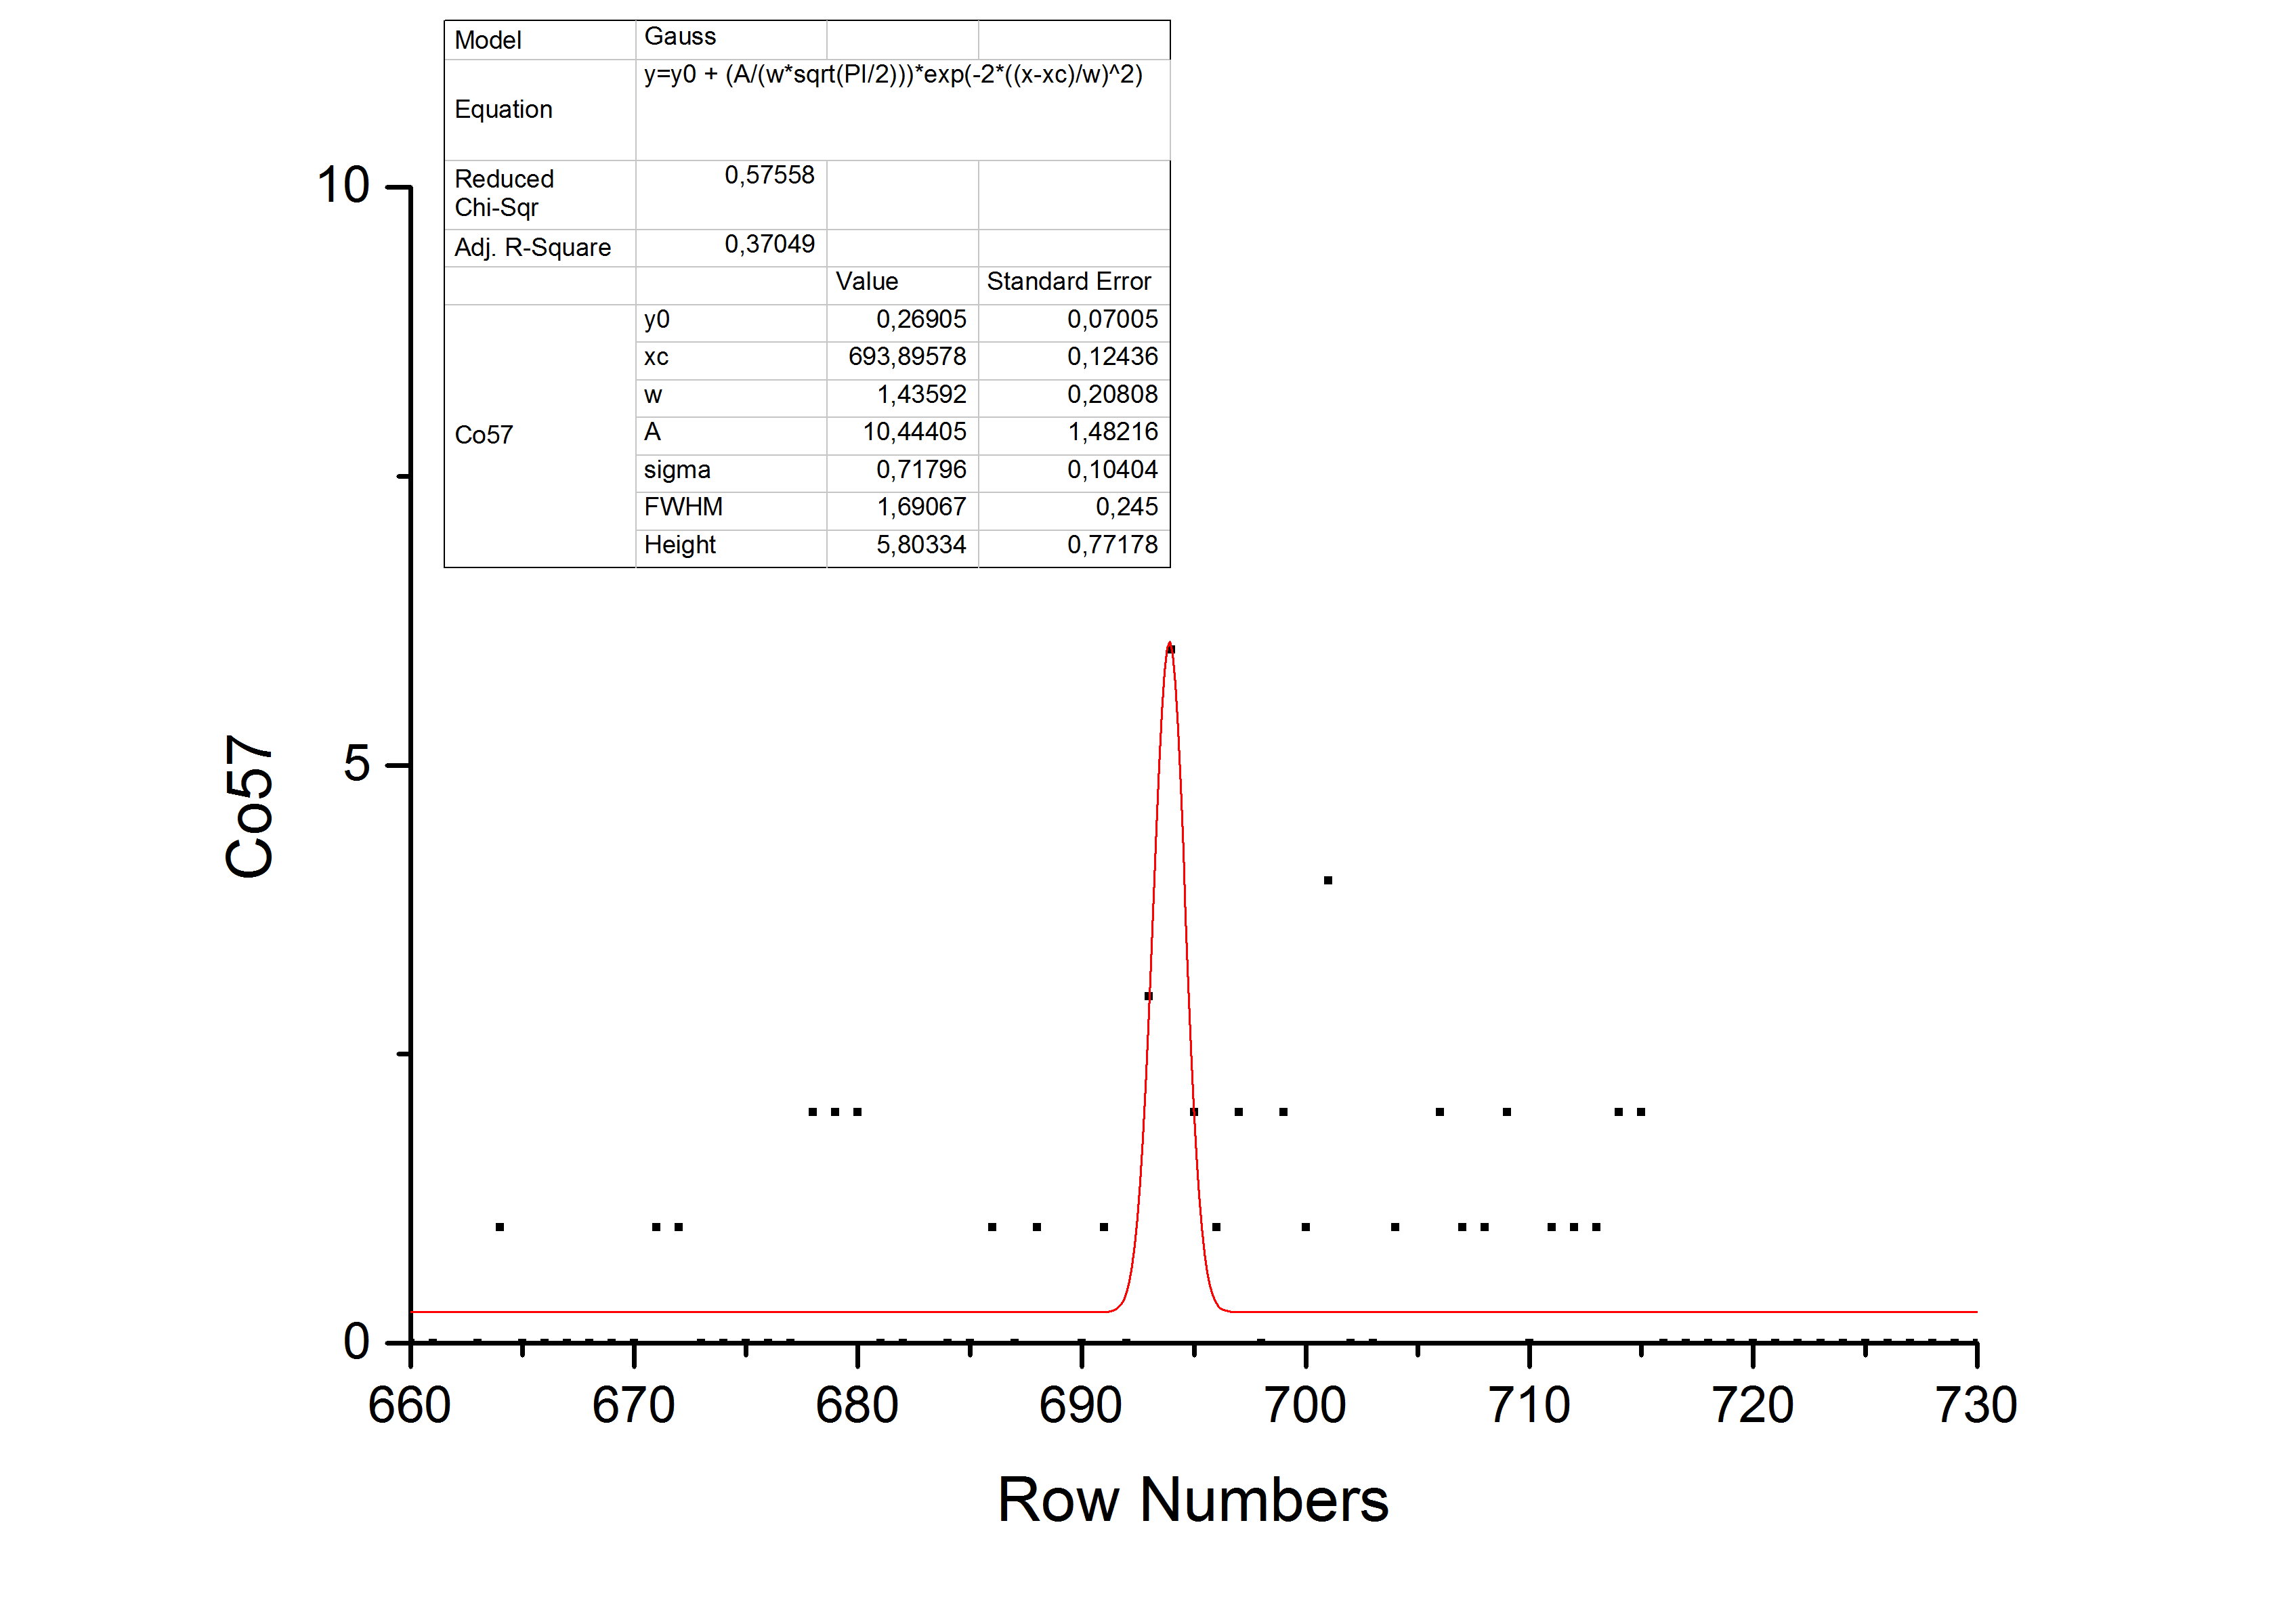 Model Gauss
Equation y=y0 + (A/(w*sqrt(PI/2)))*exp(-2*((x-xc)/w)^2)
Reduced
Chi-Sqr 0,57558
Adj. R-Square 0,37049
Value Standard Error
Co57
y0 0,26905 0,07005
xc 693,89578 0,12436
w 1,43592 0,20808
A 10,44405 1,48216
sigma 0,71796 0,10404
FWHM 1,69067 0,245
Height 5,80334 0,77178
10
5
0
Co57
660 670 680 690 700 710 720 730
Row Numbers